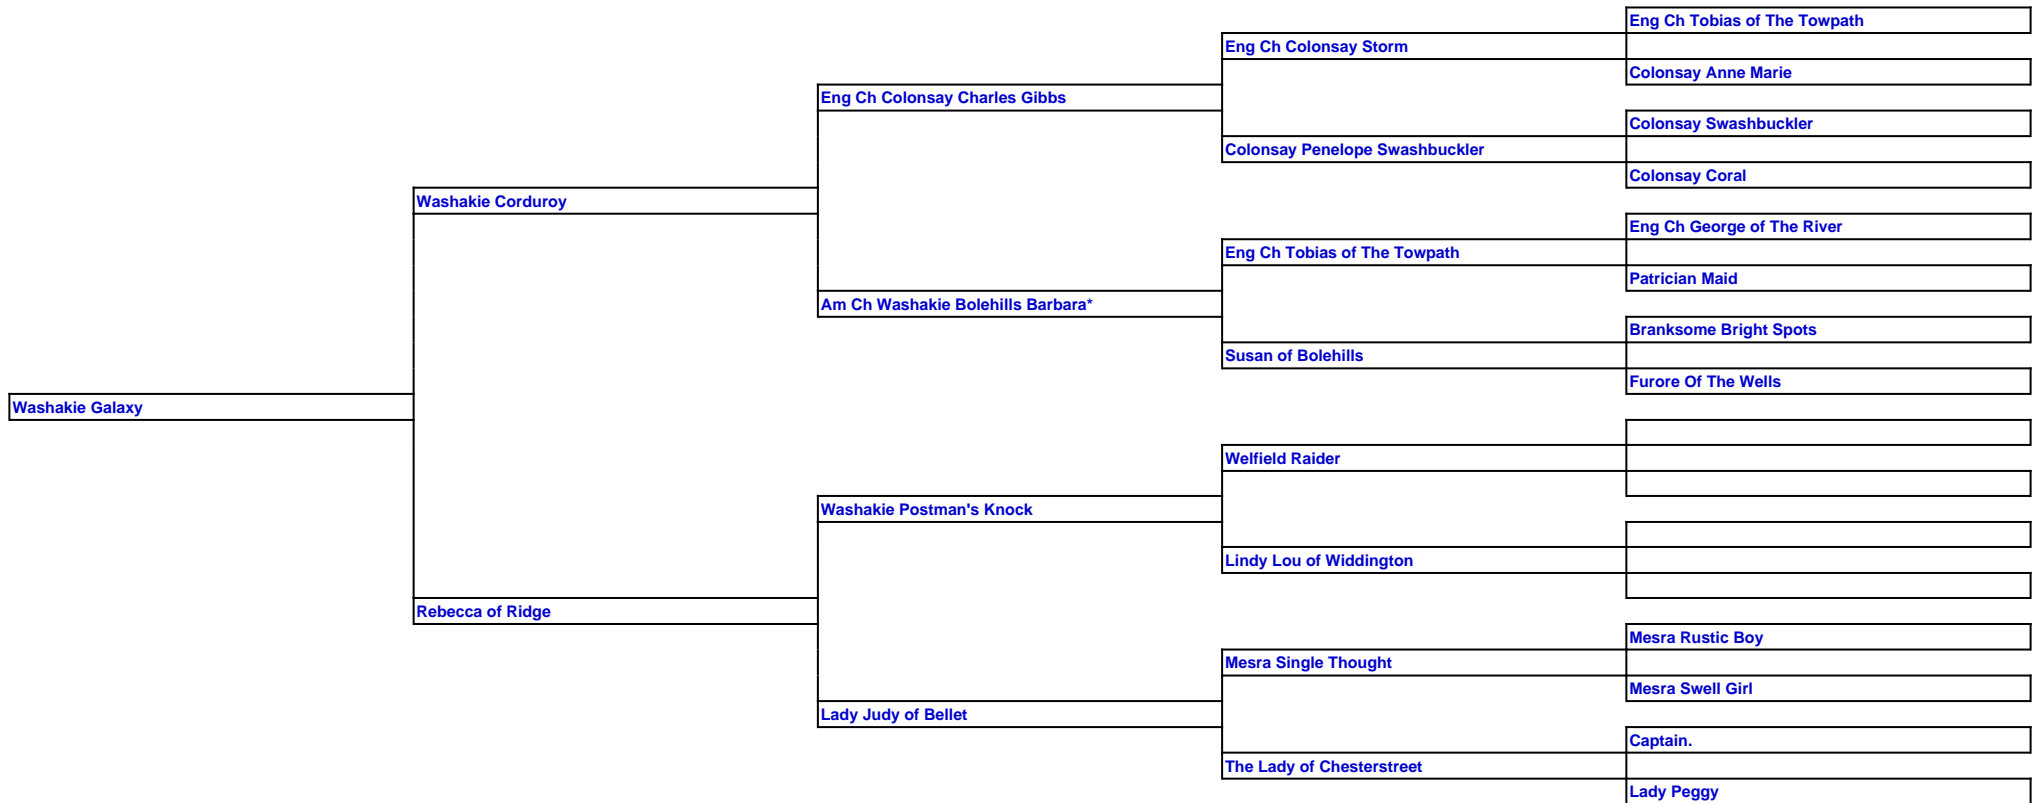 Eng Ch Tobias of The Towpath
Eng Ch Colonsay Storm
Colonsay Anne Marie
Eng Ch Colonsay Charles Gibbs
Colonsay Swashbuckler
Colonsay Penelope Swashbuckler
Colonsay Coral
Washakie Corduroy
Eng Ch George of The River
Eng Ch Tobias of The Towpath
Patrician Maid
Am Ch Washakie Bolehills Barbara*
Branksome Bright Spots
Susan of Bolehills
Furore Of The Wells
Washakie Galaxy
Welfield Raider
Washakie Postman's Knock
Lindy Lou of Widdington
Rebecca of Ridge
Mesra Rustic Boy
Mesra Single Thought
Mesra Swell Girl
Lady Judy of Bellet
Captain.
The Lady of Chesterstreet
Lady Peggy